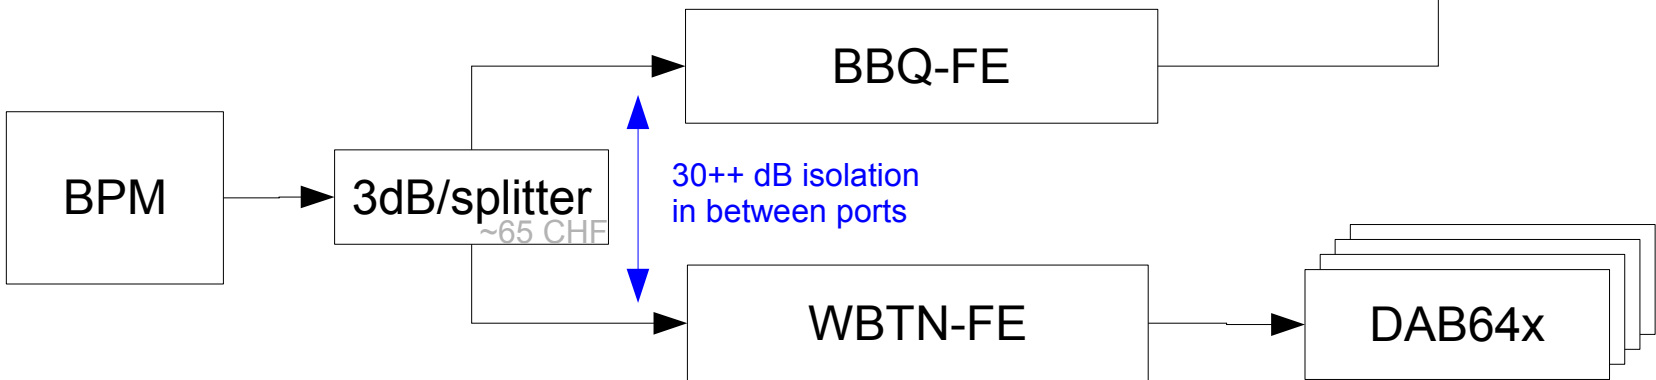 BBQ-FE
BPM
3dB/splitter
~65 CHF
30++ dB isolation
in between ports
WBTN-FE
DAB64x